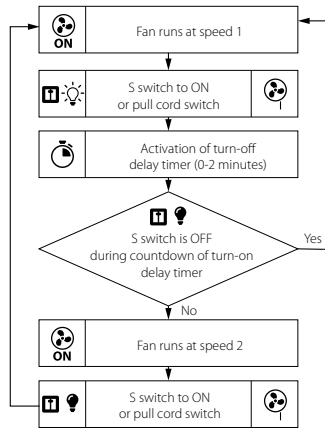 ON
Fan runs at speed 1
S switch to ON
or pull cord switch
Activation of turn-off
delay timer (0-2 minutes)
S switch is OFF
during countdown of turn-on
delay timer
Yes
No
ON
Fan runs at speed 2
S switch to ON
or pull cord switch